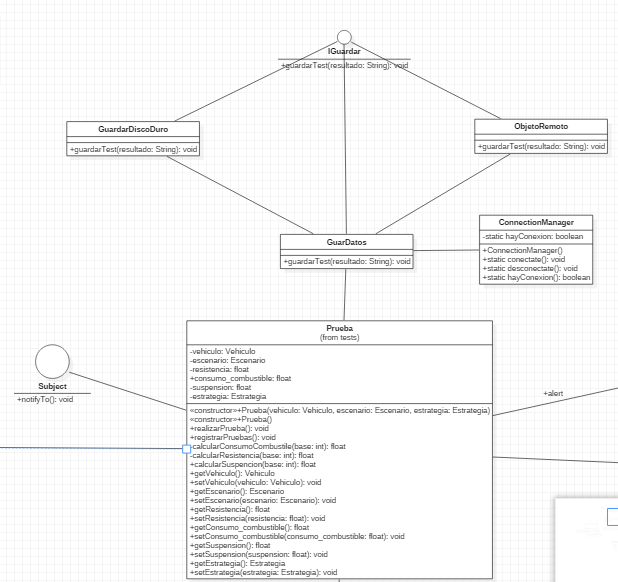 IGuardar
+guardarTest(resultado: String): void
GuardarDiscoDuro
+guardarTest(resultado: String): void
ObjetoRemoto
+guardarTest(resultado: String): void
GuarDatos
+guardarTest(resultado: String): void
ConnectionManager
-static hayConexion: boolean
+ConnectionManager()
+static conectate(): void
+static desconectate(): void
+static hayConexion(): boolean
Prueba
(from tests)
-vehiculo: Vehiculo
-escenario: Escenario
-resistencia: float
+consumo_combustible: float
-suspension: float
-estrategia: Estrategia
«constructor»+Prueba(vehiculo: Vehiculo, escenario: Escenario, estrategia: Estrategia)
«constructor»+Prueba()
+realizarPrueba(): void
+registrarPruebas(): void
-calcularConsumoCombustile(base: int): float
-calcularResistencia(base: int): float
+calcularSuspencion(base: int): float
+getVehiculo(): Vehiculo
+setVehiculo(vehiculo: Vehiculo): void
+getEscenario(): Escenario
+setEscenario(escenario: Escenario): void
+getResistencia(): float
+setResistencia(resistencia: float): void
+getConsumo_combustible(): float
+setConsumo_combustible(consumo_combustible: float): void
+getSuspension(): float
+setSuspension(suspension: float): void
+getEstrategia(): Estrategia
+setEstrategia(estrategia: Estrategia): void
Subject
+notifyTo(): void
+alert